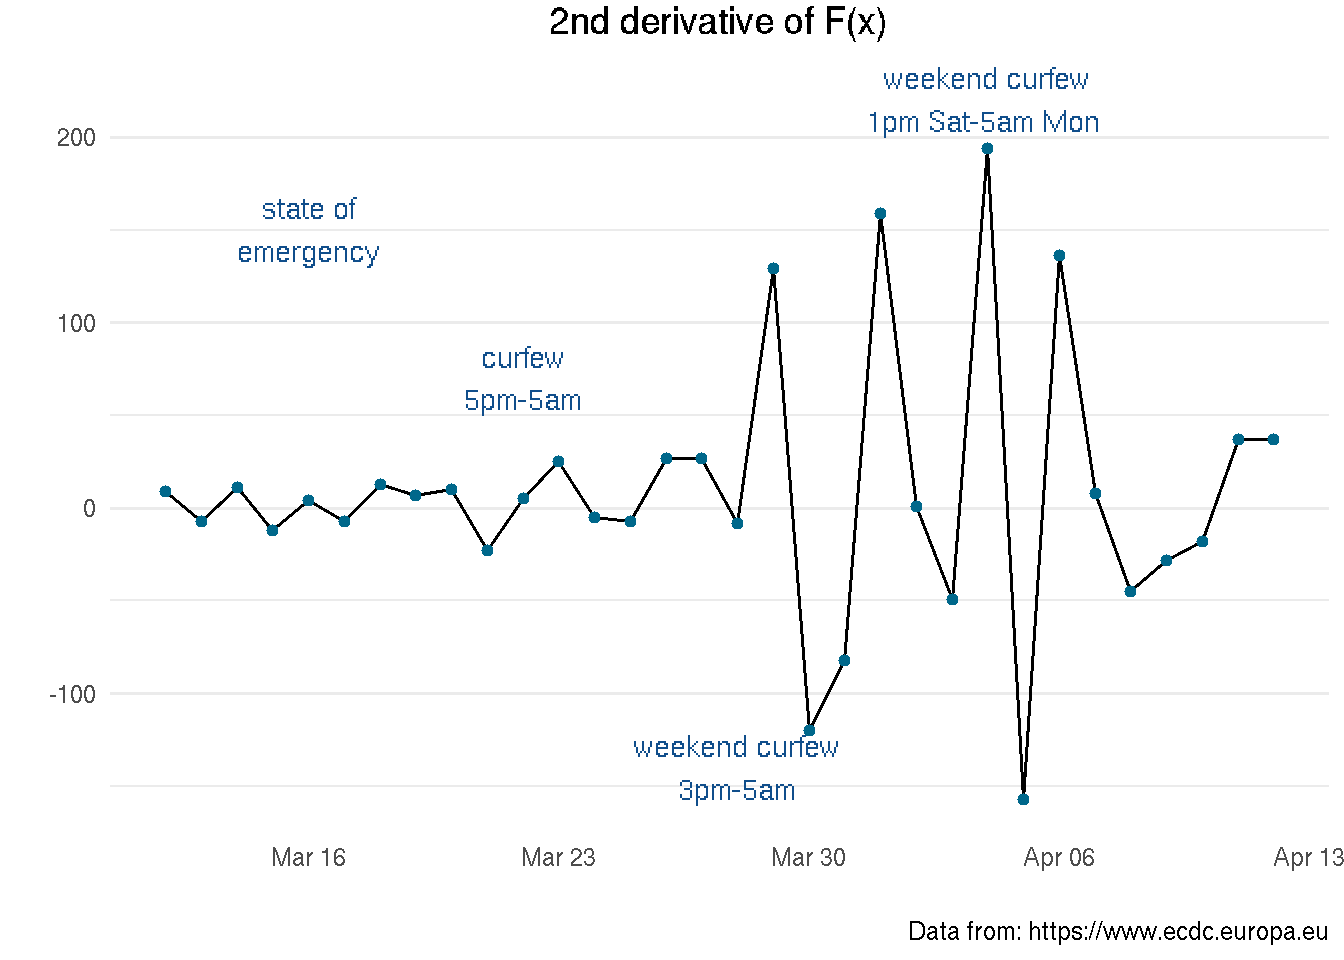 2nd derivative of F(x)
weekend curfew
1pm Sat-5am Mon
200
state of
emergency
100
curfew
5pm-5am
0
-100
weekend curfew
3pm-5am
Mar 16
Mar 23
Mar 30
Apr 06
Apr 13
Data from: https://www.ecdc.europa.eu